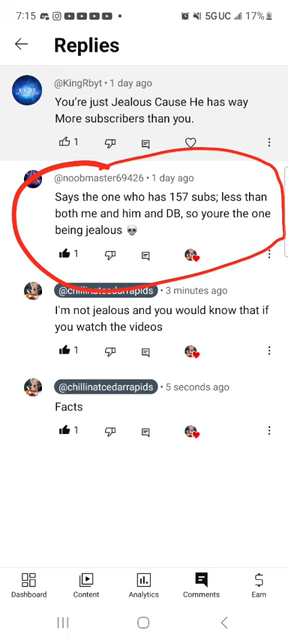 7:15 5GUC 17%
Replies
@KingRbyt • 1 day ago
You're just Jealous Cause He has way
More subscribers than you.
1
@noobmaster69426 • 1 day ago
Says the one who has 157 subs; less than
both me and him and DB, so youre the one
being jealous 💀
1
@chillinatcedarrapids • 3 minutes ago
I'm not jealous and you would know that if
you watch the videos
1
@chillinatcedarrapids • 5 seconds ago
Facts
1
Dashboard Content Analytics Comments Earn